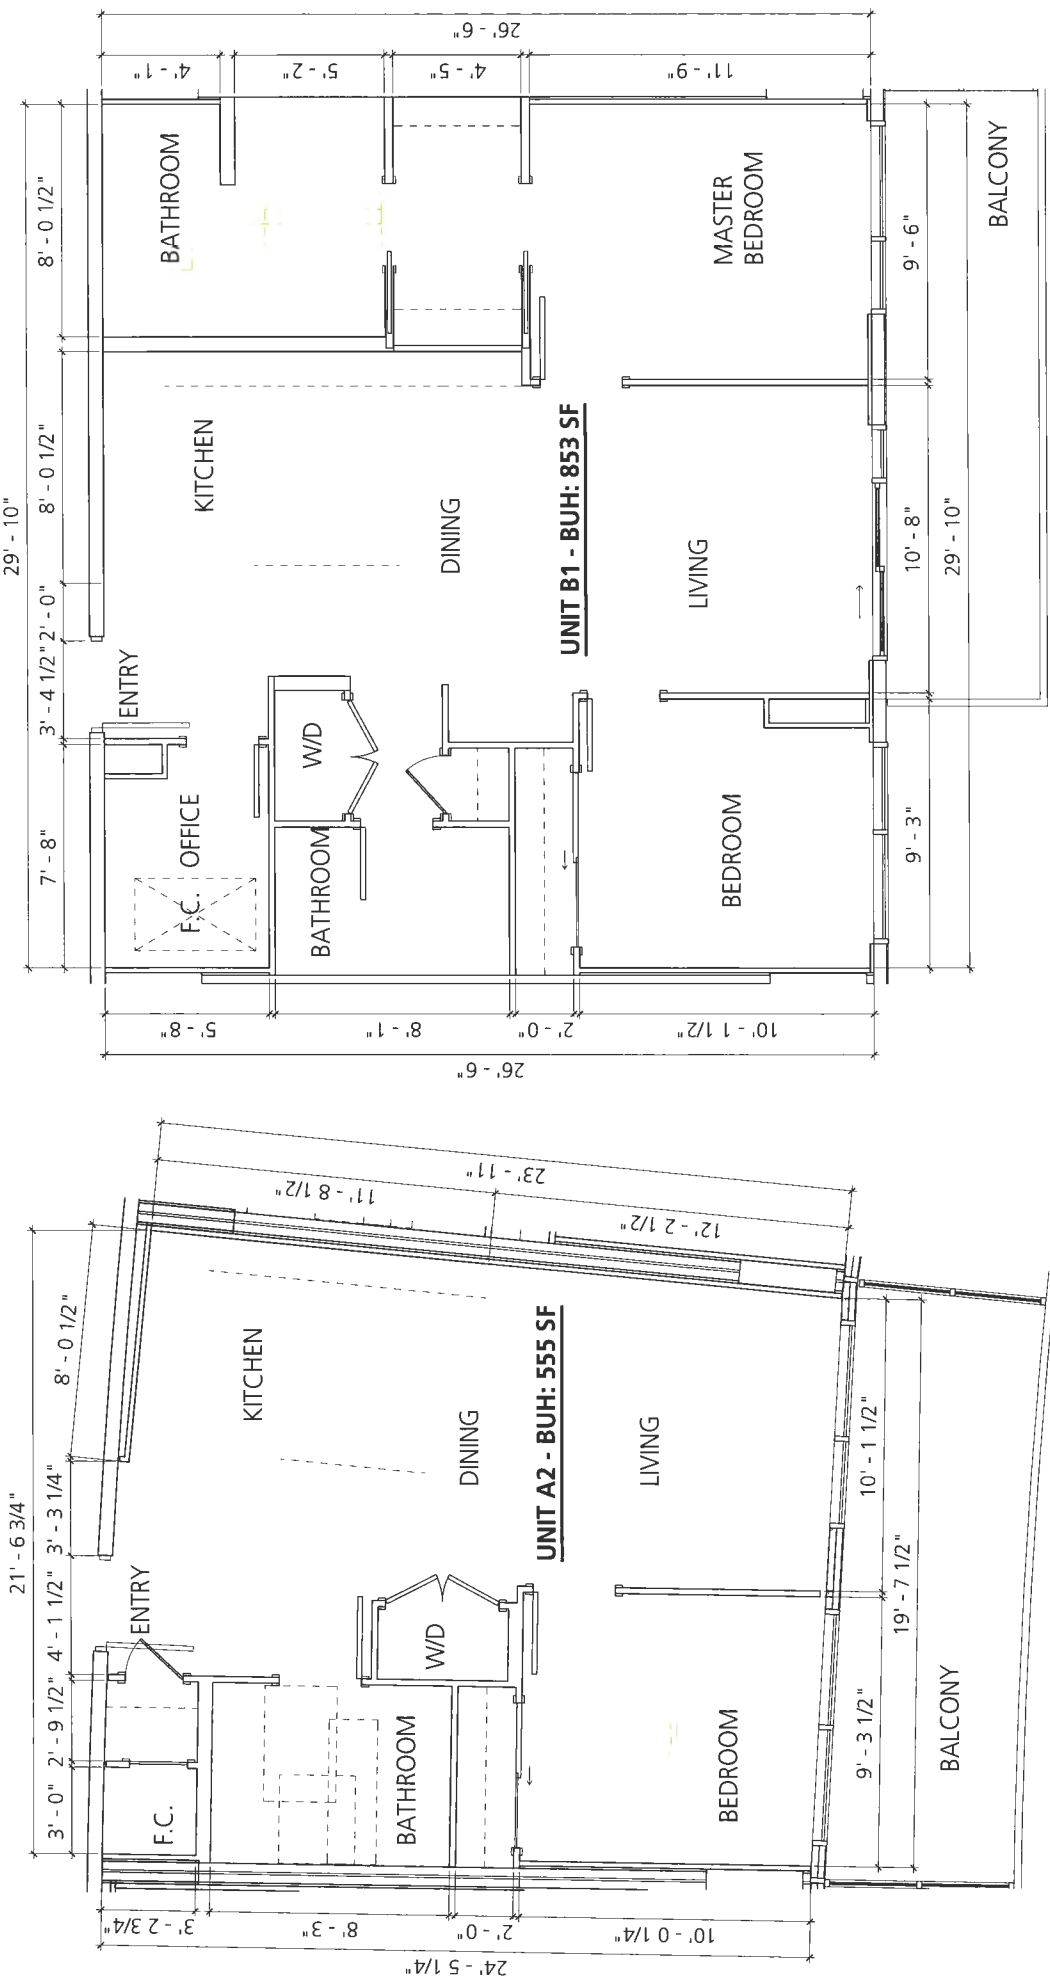 29' - 10"
7' - 8"
3' - 4 1/2"
2' - 0"
8' - 0 1/2"
8' - 0 1/2"
ENTRY
F.C.
OFFICE
KITCHEN
BATHROOM
W/D
BATHROOM
DINING
UNIT B1 - BUH: 853 SF
BEDROOM
LIVING
MASTER
BEDROOM
9' - 3"
10' - 8"
9' - 6"
29' - 10"
BALCONY
5' - 8"
8' - 1"
2' - 0"
10' - 1 1/2"
26' - 6"
4' - 1"
5' - 2"
4' - 5"
11' - 9"
26' - 6"
21' - 6 3/4"
3' - 0"
2' - 9 1/2"
4' - 1 1/2"
3' - 3 1/4"
8' - 0 1/2"
ENTRY
F.C.
KITCHEN
BATHROOM
W/D
DINING
UNIT A2 - BUH: 555 SF
BEDROOM
LIVING
9' - 3 1/2"
10' - 1 1/2"
19' - 7 1/2"
BALCONY
3' - 2 3/4"
8' - 3"
2' - 0"
10' - 0 1/4"
24' - 5 1/4"
11' - 8 1/2"
12' - 2 1/2"
23' - 11"